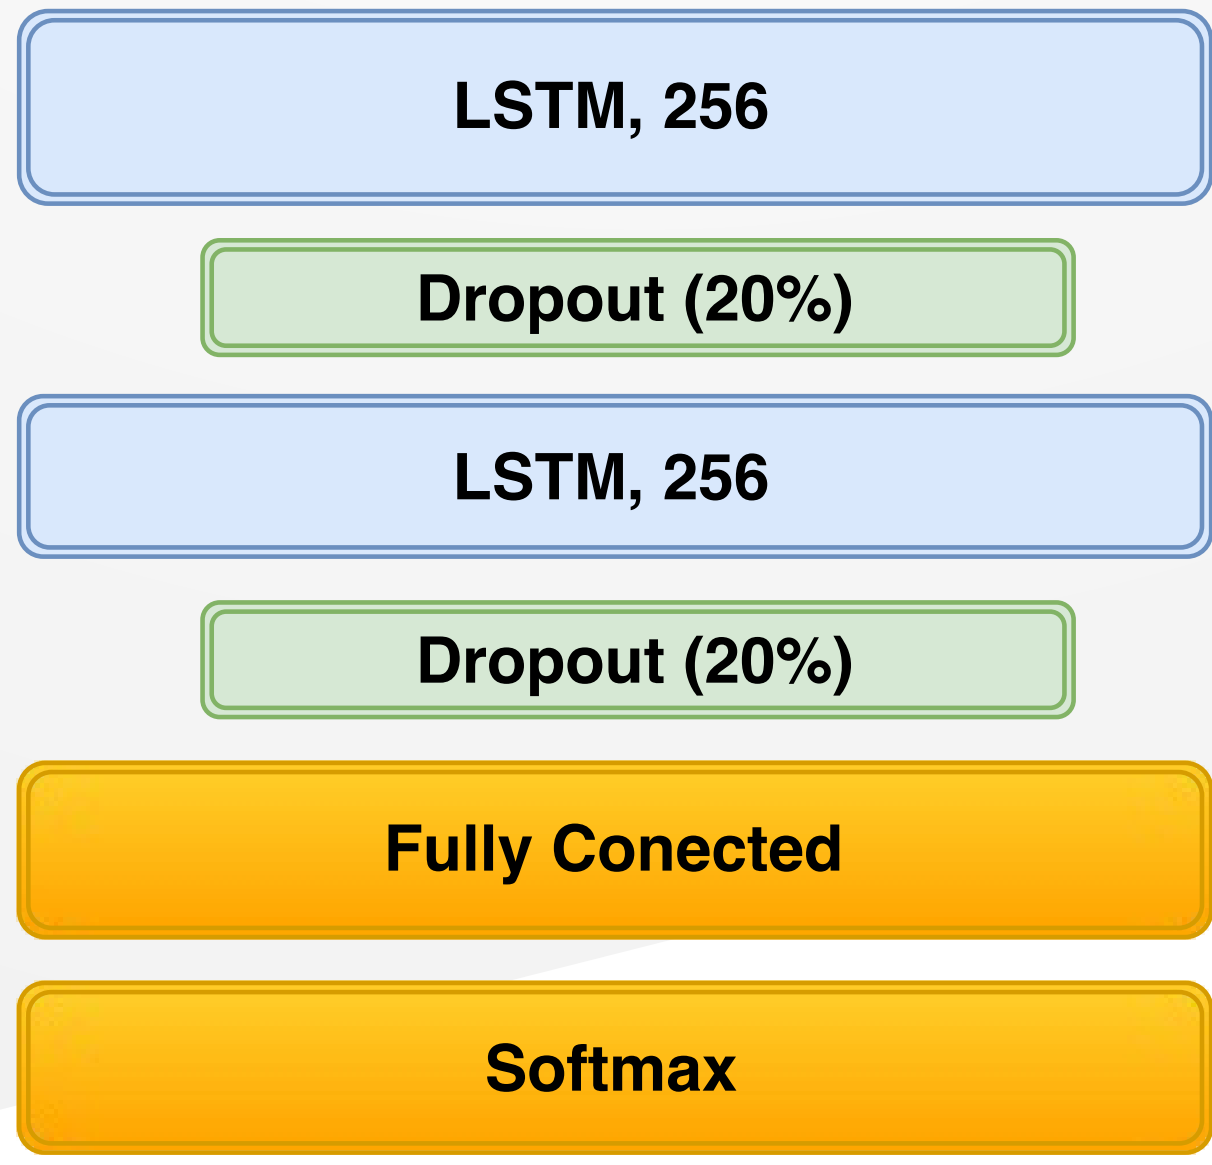 LSTM, 256
Dropout (20%)
LSTM, 256
Dropout (20%)
Fully Conected
Softmax